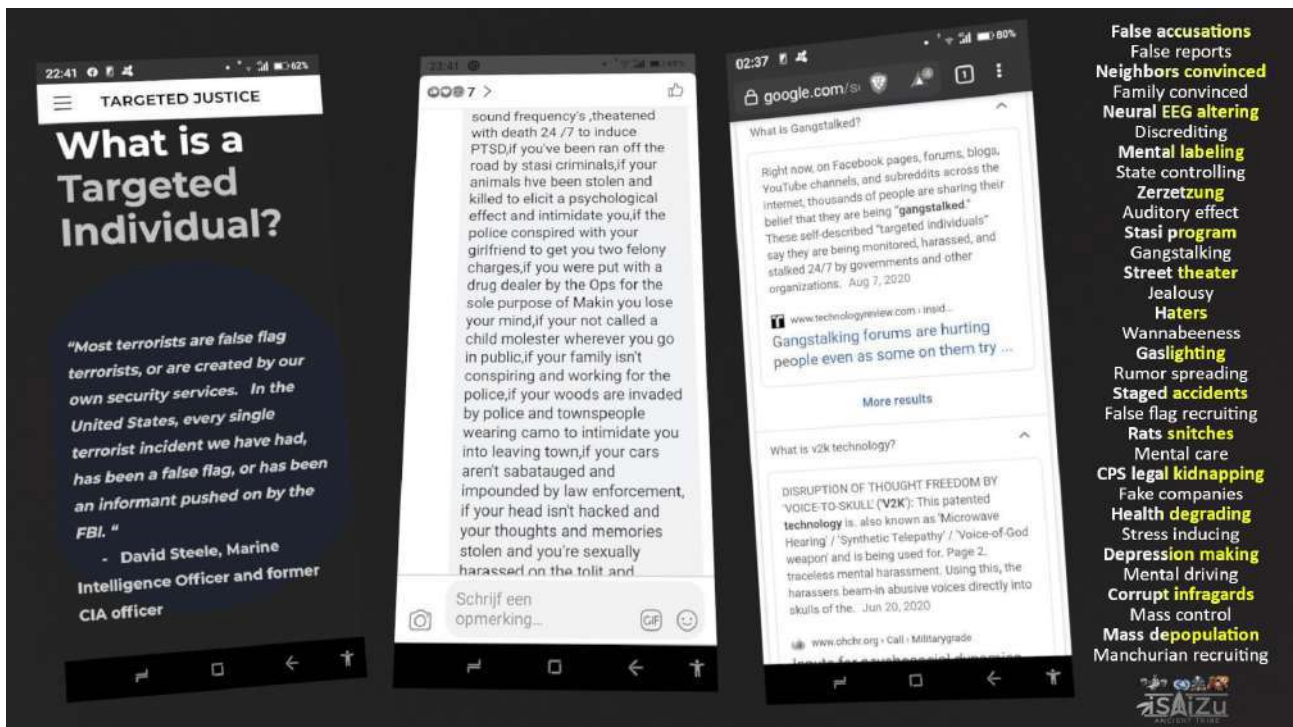 22:41
62%
TARGETED JUSTICE
What is a
Targeted
Individual?
"Most terrorists are false flag
terrorists, or are created by our
own security services. In the
United States, every single
terrorist incident we have had,
has been a false flag, or has been
an informant pushed on by the
FBI. "
- David Steele, Marine
Intelligence Officer and former
CIA officer
23:41
7 >
sound frequency's ,theatened
with death 24 /7 to induce
PTSD,if you've been ran off the
road by stasi criminals,if your
animals hve been stolen and
killed to elicit a psychological
effect and intimidate you,if the
police conspired with your
girlfriend to get you two felony
charges,if you were put with a
drug dealer by the Ops for the
sole purpose of Makin you lose
your mind,if your not called a
child molester wherever you go
in public,if your family isn't
conspiring and working for the
police,if your woods are invaded
by police and townspeople
wearing camo to intimidate you
into leaving town,if your cars
aren't sabatauged and
impounded by law enforcement,
if your head isn't hacked and
your thoughts and memories
stolen and you're sexually
harassed on the tolit and
Schrijf een
opmerking...
GIF
02:37
80%
google.com/s
1
What is Gangstalked?
Right now, on Facebook pages, forums, blogs,
YouTube channels, and subreddits across the
internet, thousands of people are sharing their
belief that they are being "gangstalked."
These self-described "targeted individuals"
say they are being monitored, harassed, and
stalked 24/7 by governments and other
organizations. Aug 7, 2020
www.technologyreview.com › insid...
Gangstalking forums are hurting
people even as some on them try ...
More results
What is v2k technology?
DISRUPTION OF THOUGHT FREEDOM BY
'VOICE-TO-SKULL' ('V2K'): This patented
technology is. also known as 'Microwave
Hearing' / 'Synthetic Telepathy' / 'Voice-of-God
weapon' and is being used for. Page 2.
traceless mental harassment. Using this, the
harassers beam-in abusive voices directly into
skulls of the. Jun 20, 2020
www.ohchr.org › Call › Militarygrade
False accusations
False reports
Neighbors convinced
Family convinced
Neural EEG altering
Discrediting
Mental labeling
State controlling
Zerzetzung
Auditory effect
Stasi program
Gangstalking
Street theater
Jealousy
Haters
Wannabeeness
Gaslighting
Rumor spreading
Staged accidents
False flag recruiting
Rats snitches
Mental care
CPS legal kidnapping
Fake companies
Health degrading
Stress inducing
Depression making
Mental driving
Corrupt infragards
Mass control
Mass depopulation
Manchurian recruiting
iSAiZU
ANCIENT TRIBE